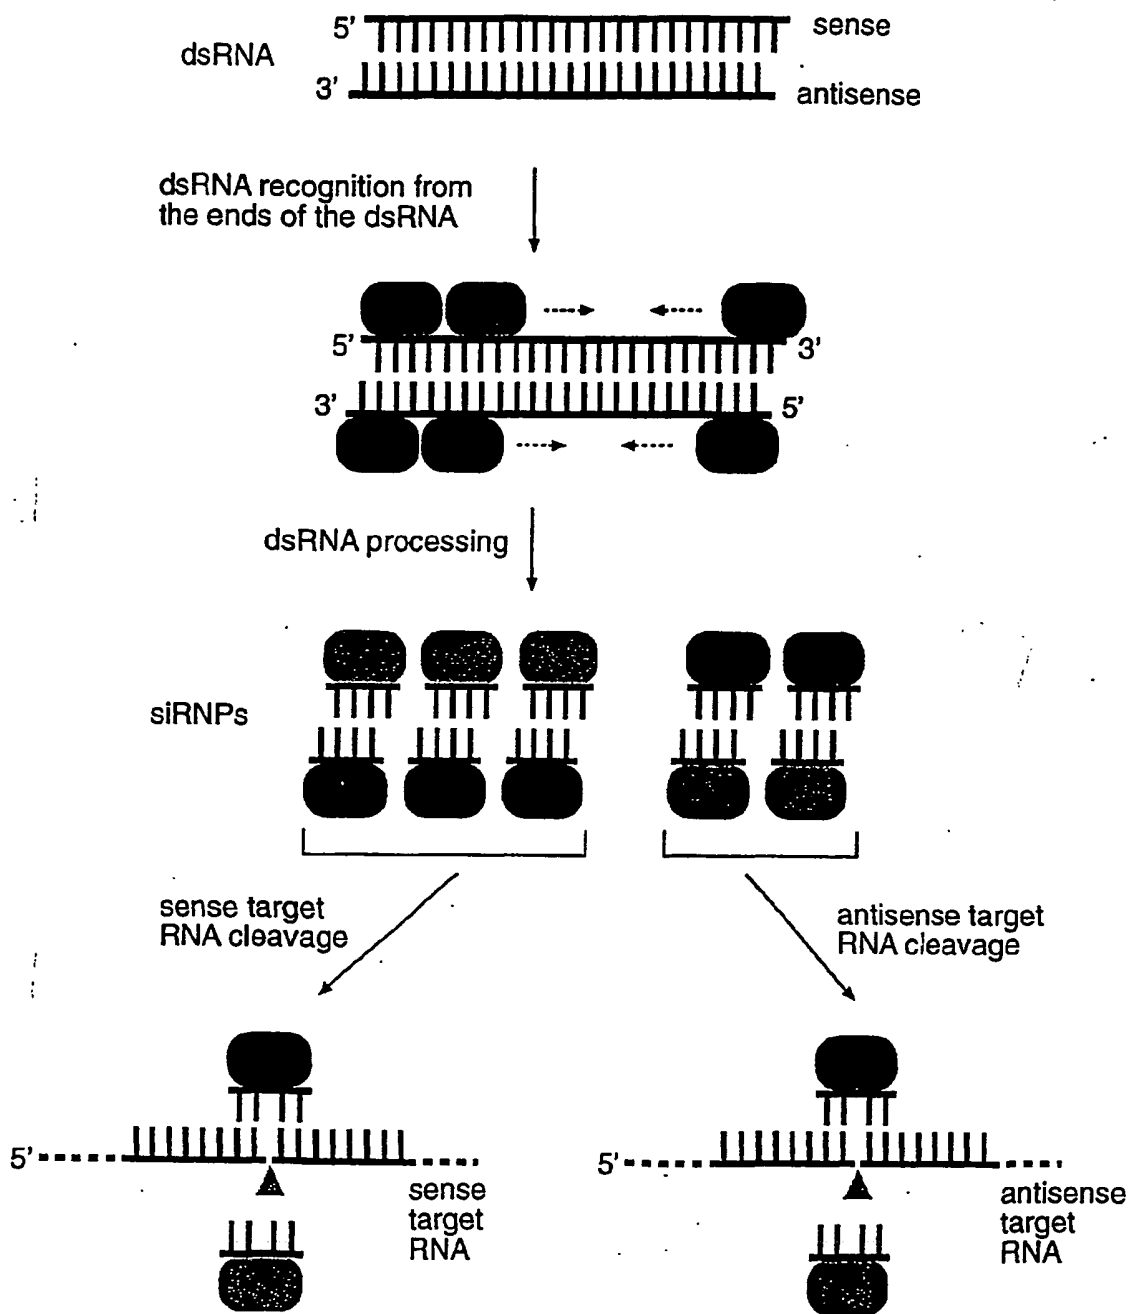 5' sense
dsRNA
3' antisense
dsRNA recognition from
the ends of the dsRNA
5' 3'
3' 5'
dsRNA processing
siRNPs
sense target
RNA cleavage
antisense target
RNA cleavage
5'
sense
target
RNA
5'
antisense
target
RNA